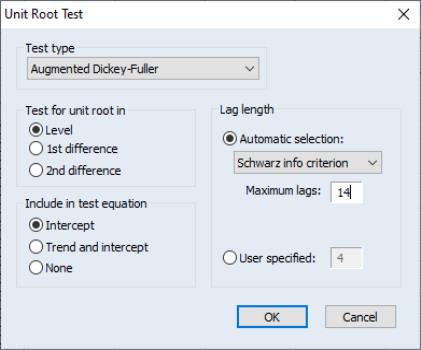 Unit Root Test
Test type
Augmented Dickey-Fuller
Test for unit root in
Level
1st difference
2nd difference
Include in test equation
Intercept
Trend and intercept
None
Lag length
Automatic selection:
Schwarz info criterion
Maximum lags: 14
User specified: 4
OK Cancel